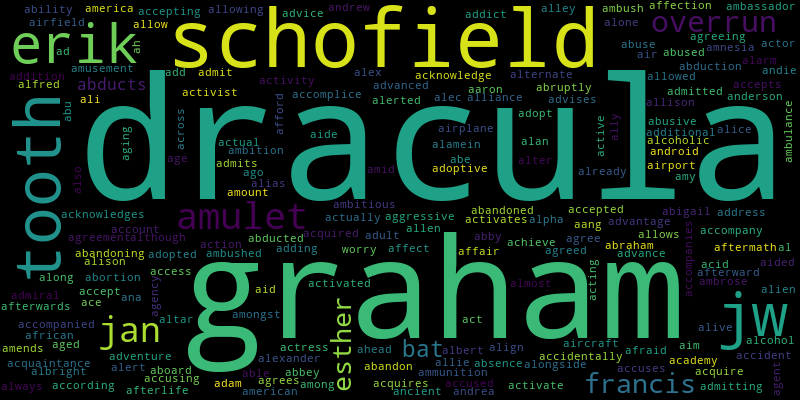 ability america accepting allowing advice andrew addict alley ambush affection ambassador
airfield allow alone agreeing
erik schofield overrun
ad ah abuse air abused amnesia actor
addition amusement add admit alex acknowledge alternate abduction alarm andie
alfred abducts activist activity advanced aaron abruptly allowed admitted accepts
abu ali accomplice alerted alec alliance advises allison anderson
tooth dracula
across afford airplane adopt active ally abusive additional alice ambulance
aging actual aide alamein alan alcoholic android
ambition abe alter airport
also age admits ago amid adoptive already amy
amount alias
acknowledges amulet ambitious abandoned accepted abigail address
account actually aggressive activates alpha aang advantage
agreementalthough abducted acquired adult allen achieve agree allows accompany
abandoning action adding worry affect abby affair agreed abraham aftermath al
alison adopted ambushed advance
graham
along abortion access acting acid aided
accept agency aid activated almost accompanies afterward
admiral ace ana ambrose alien
afterwards altar amongst esther act jw
accompanied jan alive
african actress aircraft afraid aim alcohol
amends aged bat ahead albert align accidentally academy accident
acquaintance adventure alexander abandon allie absence alongside accuses acquire
albright alert aboard able abbey ammunition francis agent
always according accusing adam agrees among acquires accused activate admitting
afterlife american ancient andrea